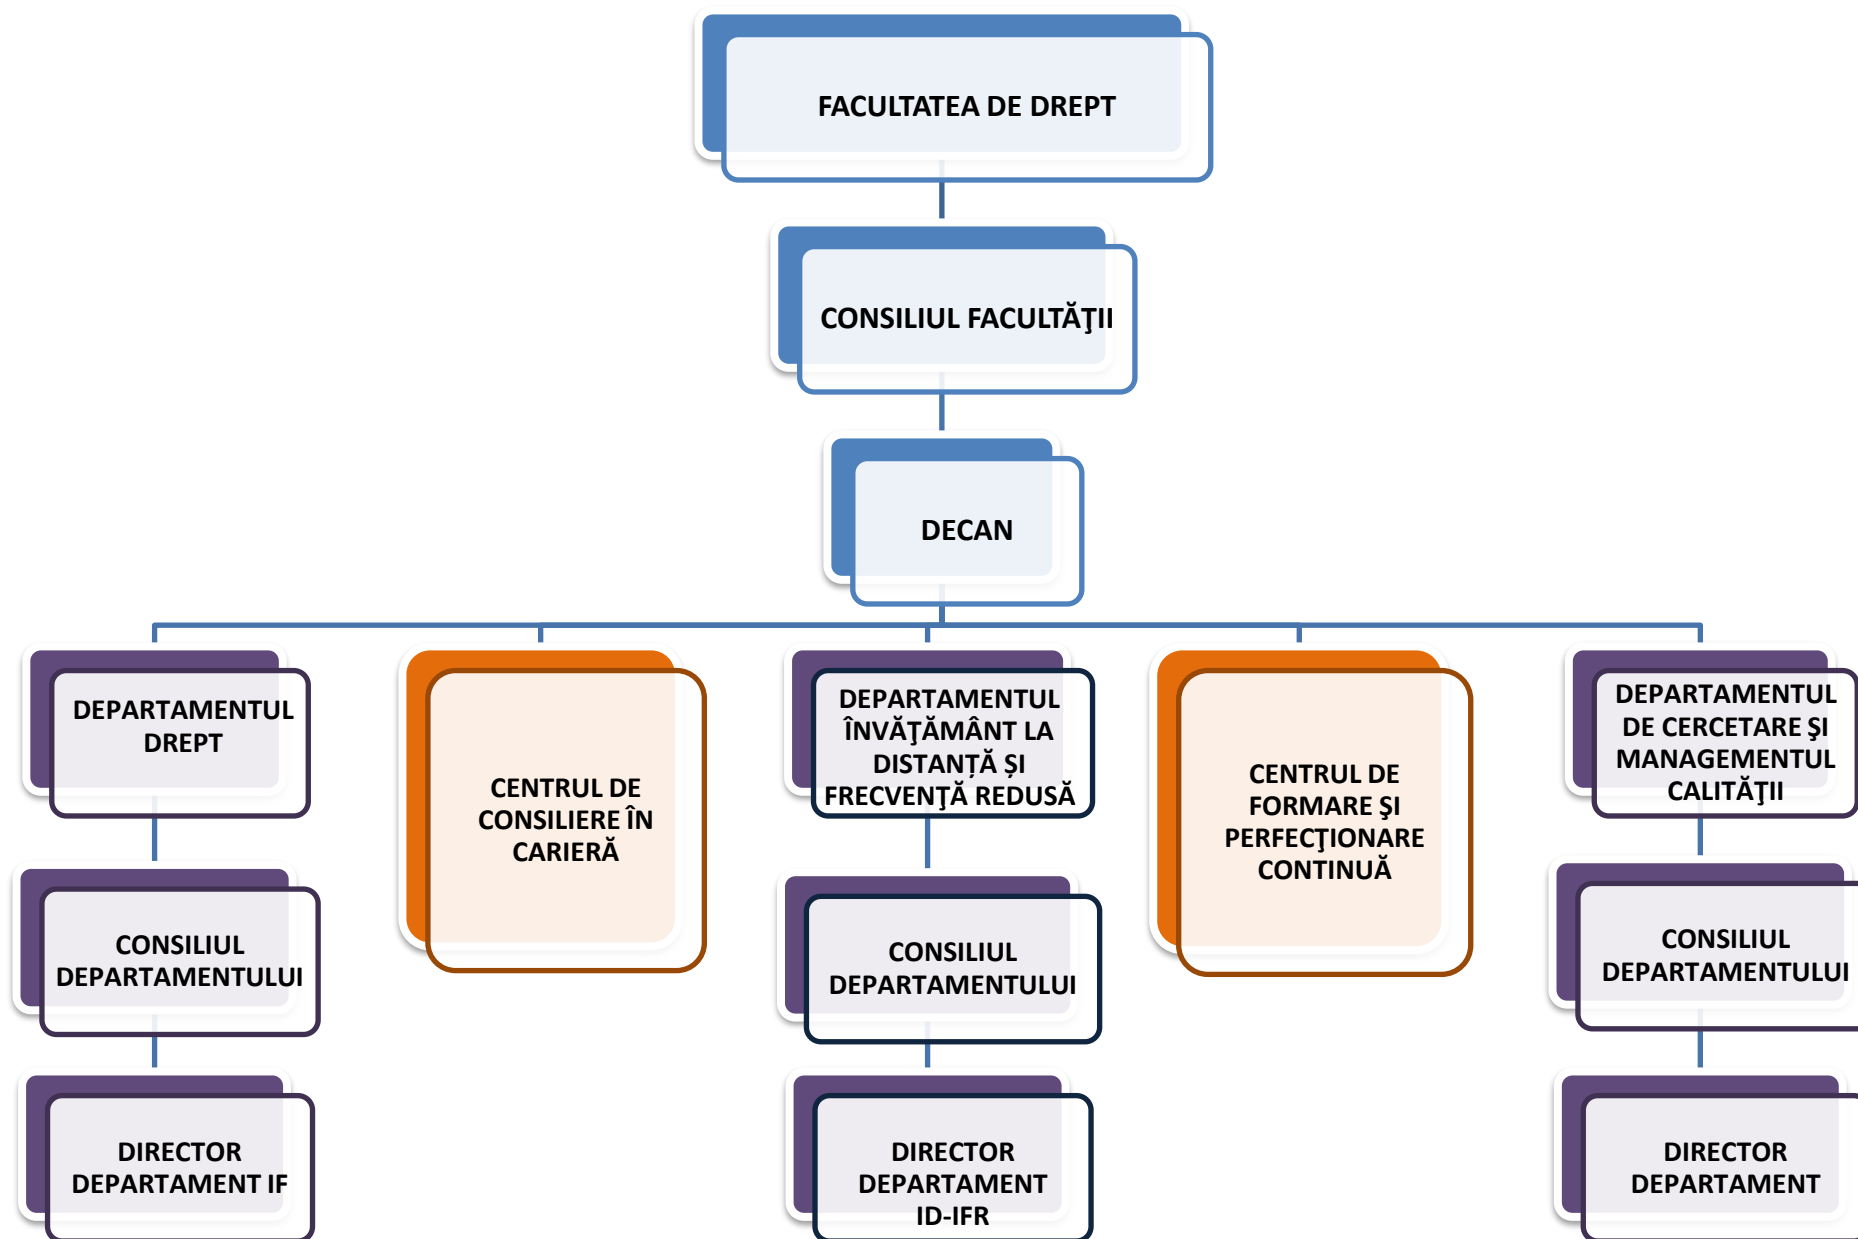 FACULTATEA DE DREPT
CONSILIUL FACULTĂŢII
DECAN
DEPARTAMENTUL
DREPT
CENTRUL DE
CONSILIERE ÎN
CARIERĂ
DEPARTAMENTUL
ÎNVĂŢĂMÂNT LA
DISTANȚĂ ȘI
FRECVENŢĂ REDUSĂ
CENTRUL DE
FORMARE ŞI
PERFECŢIONARE
CONTINUĂ
DEPARTAMENTUL
DE CERCETARE ŞI
MANAGEMENTUL
CALITĂŢII
CONSILIUL
DEPARTAMENTULUI
CONSILIUL
DEPARTAMENTULUI
CONSILIUL
DEPARTAMENTULUI
DIRECTOR
DEPARTAMENT IF
DIRECTOR
DEPARTAMENT
ID-IFR
DIRECTOR
DEPARTAMENT